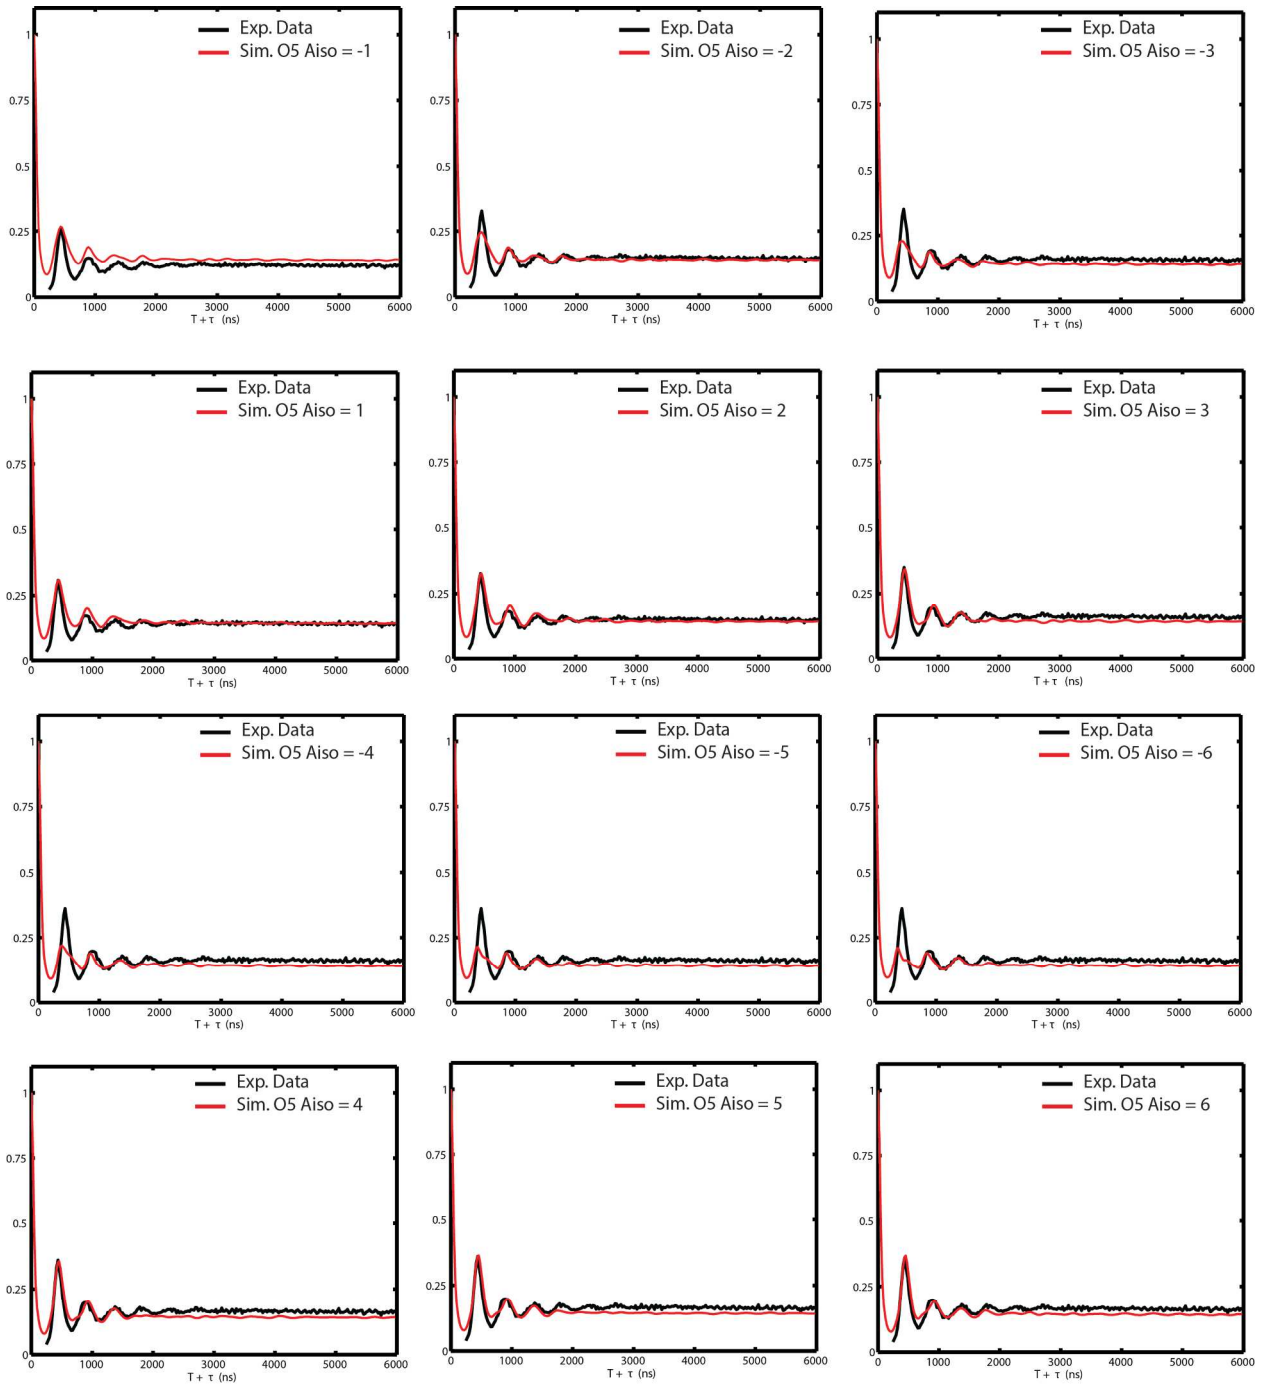 Exp. Data
Sim. O5 Aiso = -1
1
0.75
0.5
0.25
0
0 1000 2000 3000 4000 5000 6000
T + τ (ns)
Exp. Data
Sim. O5 Aiso = -2
1
0.75
0.5
0.25
0
0 1000 2000 3000 4000 5000 6000
T + τ (ns)
Exp. Data
Sim. O5 Aiso = -3
1
0.75
0.5
0.25
0
0 1000 2000 3000 4000 5000 6000
T + τ (ns)
Exp. Data
Sim. O5 Aiso = 1
1
0.75
0.5
0.25
0
0 1000 2000 3000 4000 5000 6000
T + τ (ns)
Exp. Data
Sim. O5 Aiso = 2
1
0.75
0.5
0.25
0
0 1000 2000 3000 4000 5000 6000
T + τ (ns)
Exp. Data
Sim. O5 Aiso = 3
1
0.75
0.5
0.25
0
0 1000 2000 3000 4000 5000 6000
T + τ (ns)
Exp. Data
Sim. O5 Aiso = -4
1
0.75
0.5
0.25
0
0 1000 2000 3000 4000 5000 6000
T + τ (ns)
Exp. Data
Sim. O5 Aiso = -5
1
0.75
0.5
0.25
0
0 1000 2000 3000 4000 5000 6000
T + τ (ns)
Exp. Data
Sim. O5 Aiso = -6
1
0.75
0.5
0.25
0
0 1000 2000 3000 4000 5000 6000
T + τ (ns)
Exp. Data
Sim. O5 Aiso = 4
1
0.75
0.5
0.25
0
0 1000 2000 3000 4000 5000 6000
T + τ (ns)
Exp. Data
Sim. O5 Aiso = 5
1
0.75
0.5
0.25
0
0 1000 2000 3000 4000 5000 6000
T + τ (ns)
Exp. Data
Sim. O5 Aiso = 6
1
0.75
0.5
0.25
0
0 1000 2000 3000 4000 5000 6000
T + τ (ns)